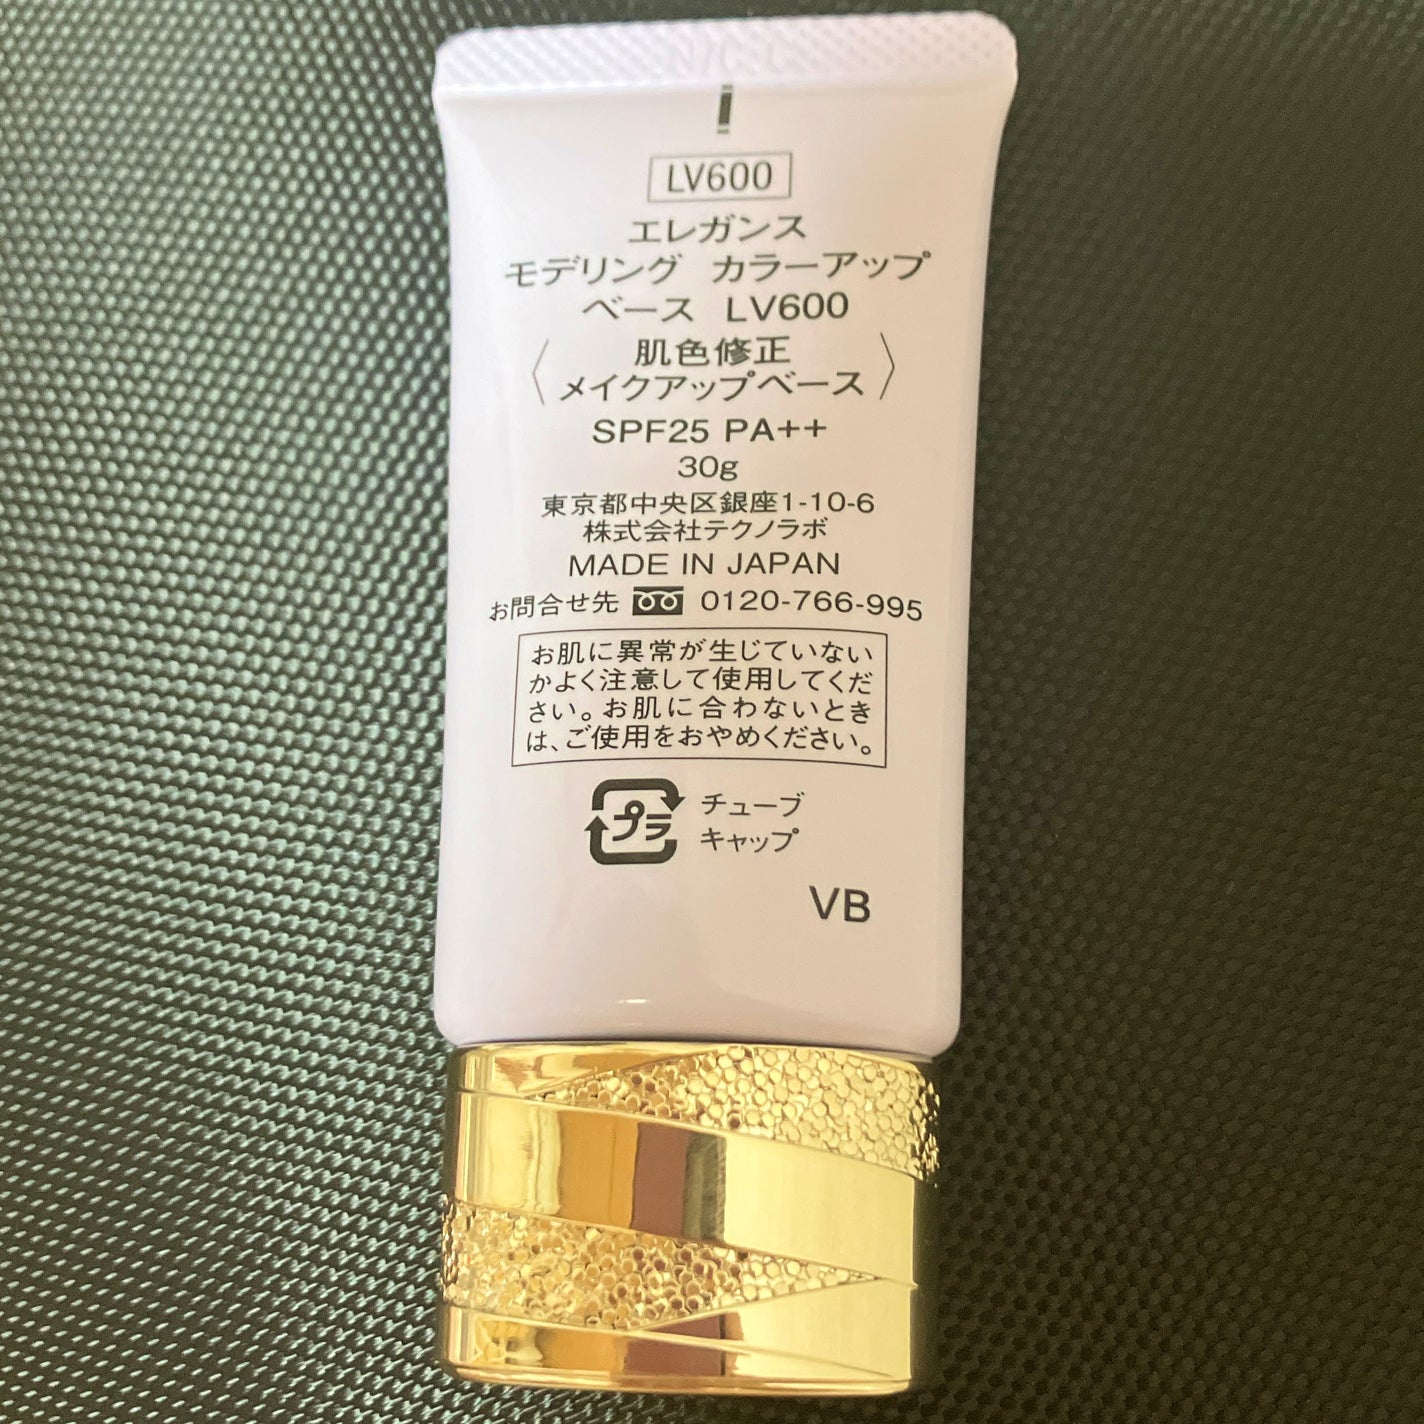 LV600
エレガンス
モデリング カラーアップ
ベース LV600
〈肌色修正
メイクアップベース〉
SPF25 PA++
30g
東京都中央区銀座1-10-6
株式会社テクノラボ
MADE IN JAPAN
お問合せ先 0120-766-995
お肌に異常が生じていない
かよく注意して使用してくだ
さい。お肌に合わないとき
は、ご使用をおやめください。
プラ チューブ
キャップ
VB